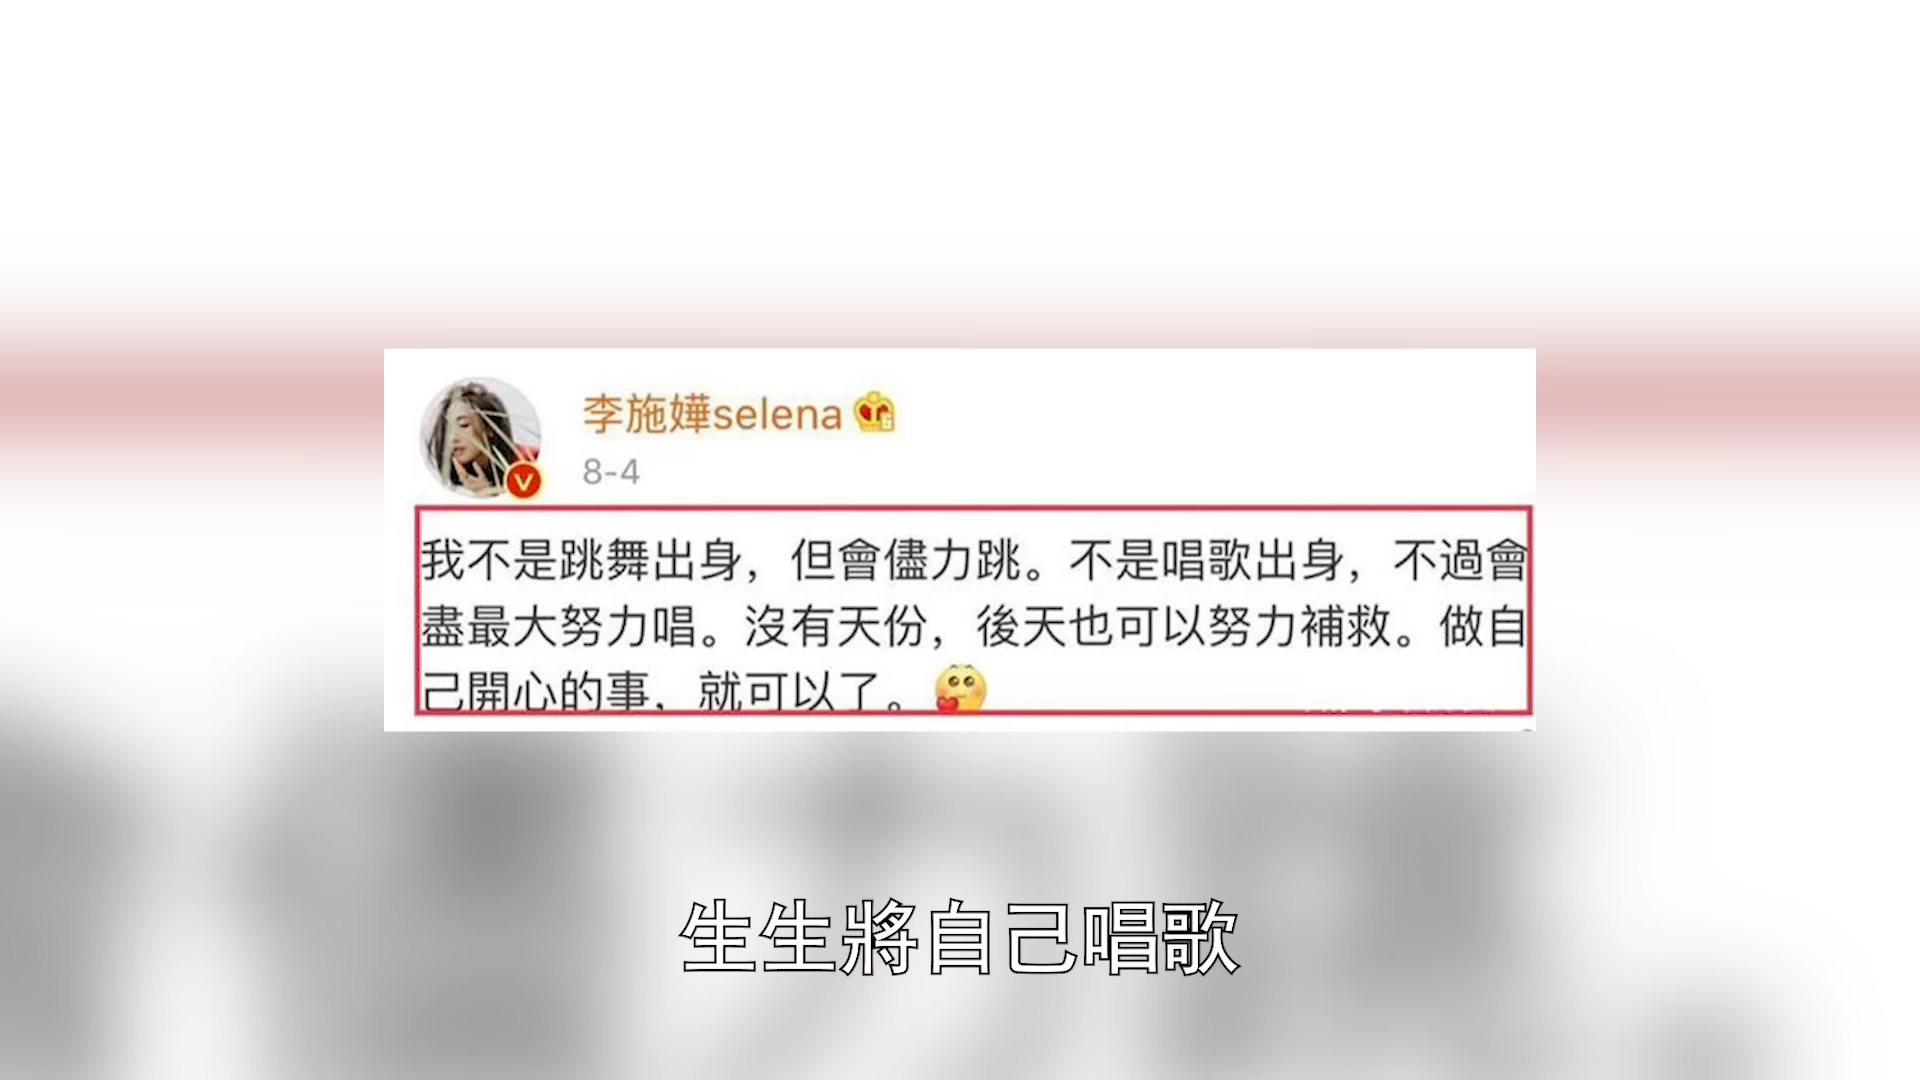 李施嬅selena
8-4
我不是跳舞出身，但會儘力跳。不是唱歌出身，不過會
盡最大努力唱。沒有天份，後天也可以努力補救。做自
己開心的事，就可以了。
生生將自己唱歌